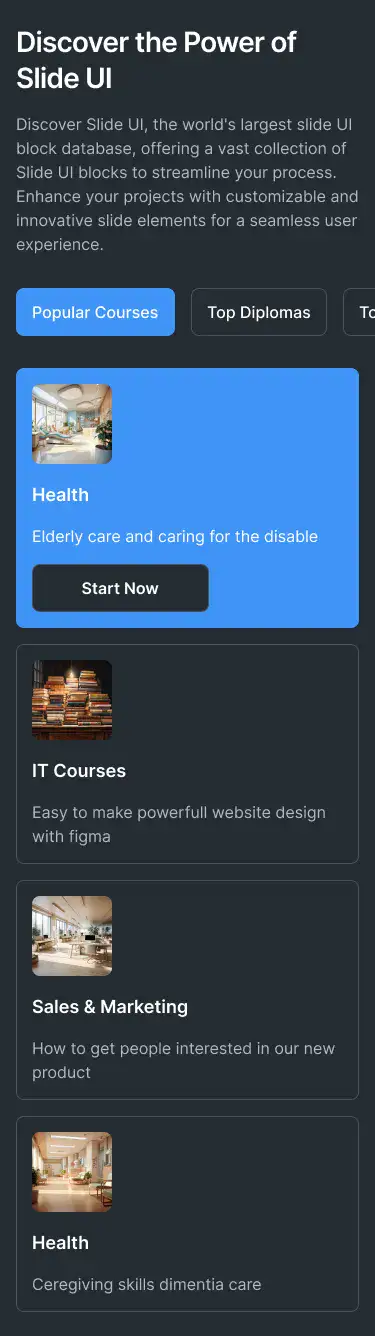 Discover the Power of
Slide UI
Discover Slide UI, the world's largest slide UI
block database, offering a vast collection of
Slide UI blocks to streamline your process.
Enhance your projects with customizable and
innovative slide elements for a seamless user
experience.
Popular Courses
Top Diplomas
To
Health
Elderly care and caring for the disable
Start Now
IT Courses
Easy to make powerfull website design
with figma
Sales & Marketing
How to get people interested in our new
product
Health
Ceregiving skills dimentia care